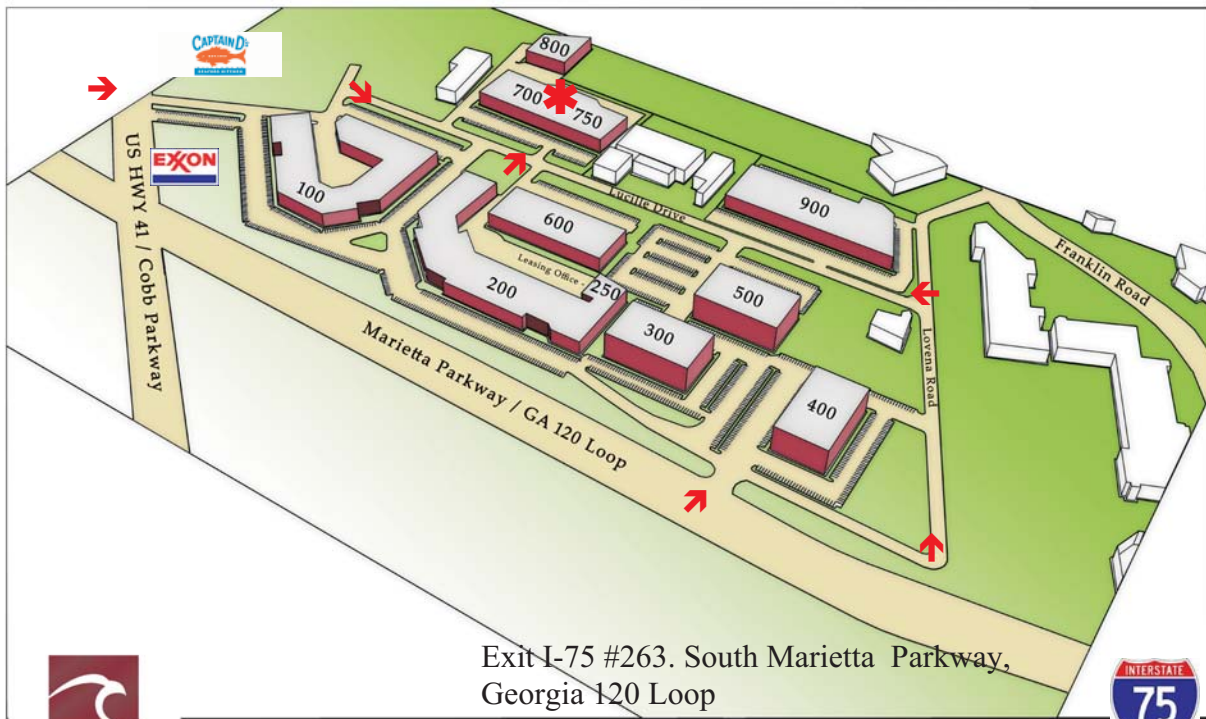 CAPTAIN D's
SEAFOOD KITCHEN
800
700
750
EXXON
US HWY 41 / Cobb Parkway
100
Lucille Drive
900
600
Franklin Road
Leasing Office -
250
200
500
300
Lovena Road
Marietta Parkway / GA 120 Loop
400
Exit I-75 #263. South Marietta Parkway,
Georgia 120 Loop
INTERSTATE
75